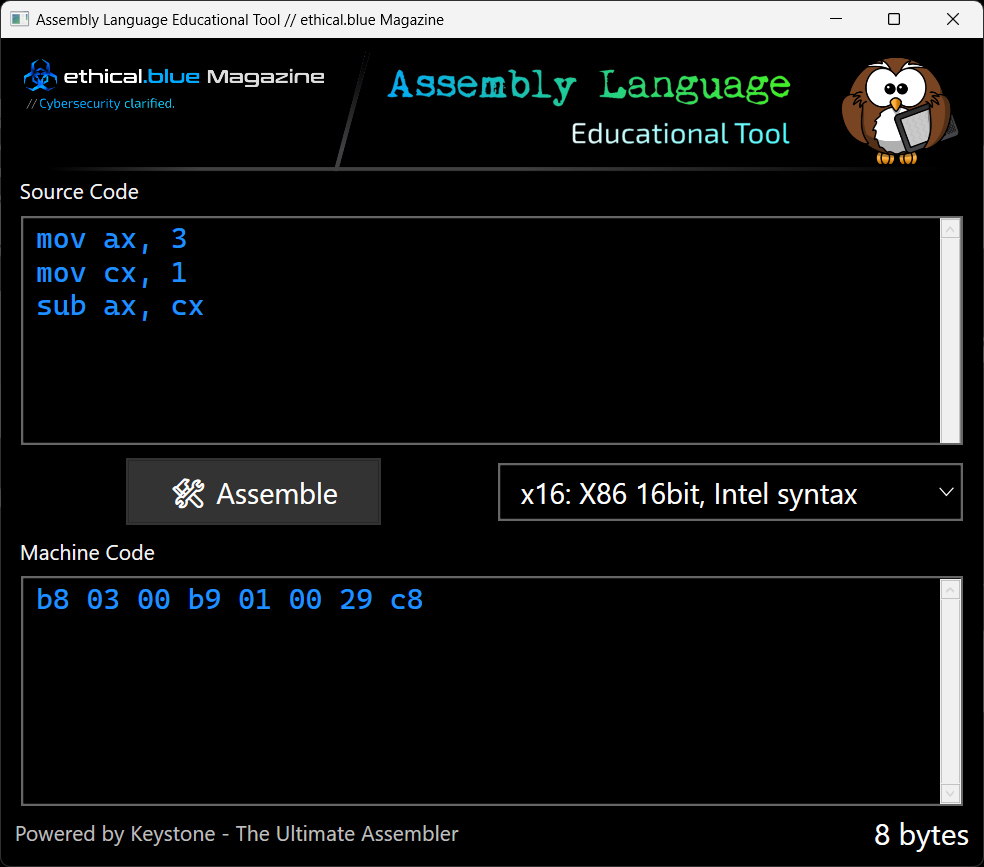 Assembly Language Educational Tool // ethical.blue Magazine
ethical.blue Magazine
// Cybersecurity clarified.
Assembly Language
Educational Tool
Source Code
mov ax, 3
mov cx, 1
sub ax, cx
Assemble
x16: X86 16bit, Intel syntax
Machine Code
b8 03 00 b9 01 00 29 c8
Powered by Keystone - The Ultimate Assembler
8 bytes